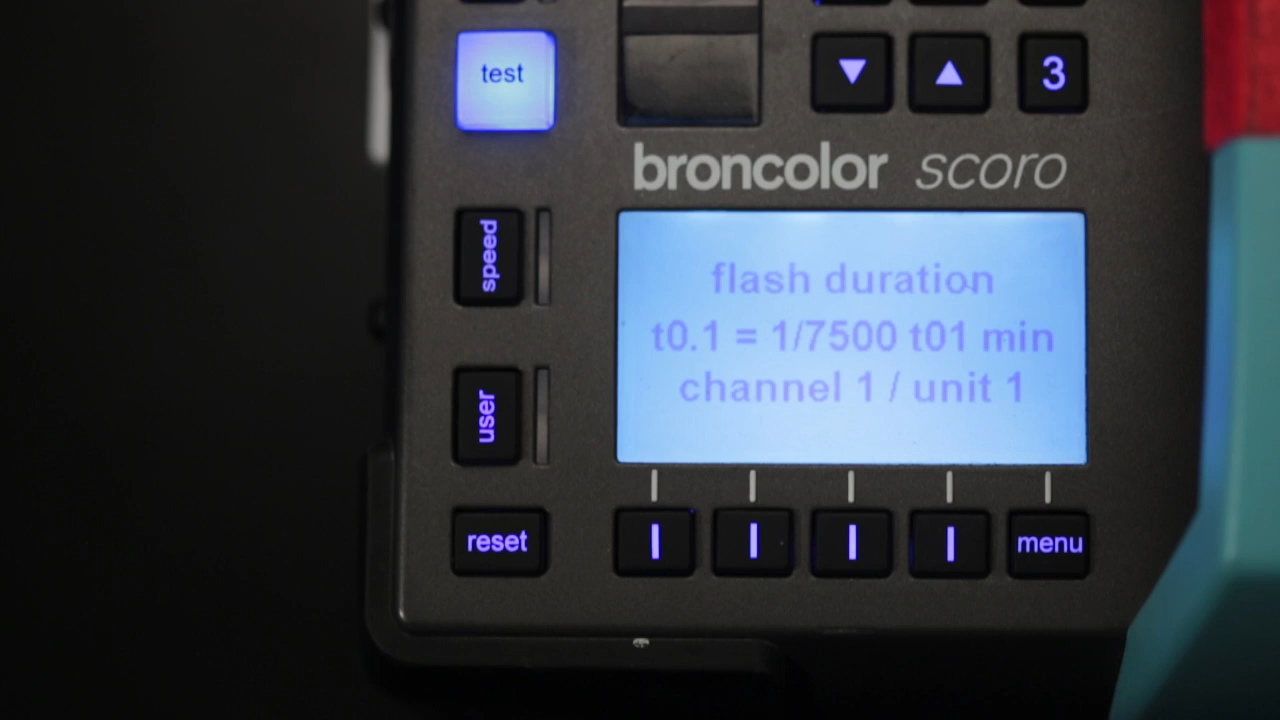 test
3
broncolor scoro
speed
flash duration
t0.1 = 1/7500 t01 min
channel 1 / unit 1
user
reset
menu